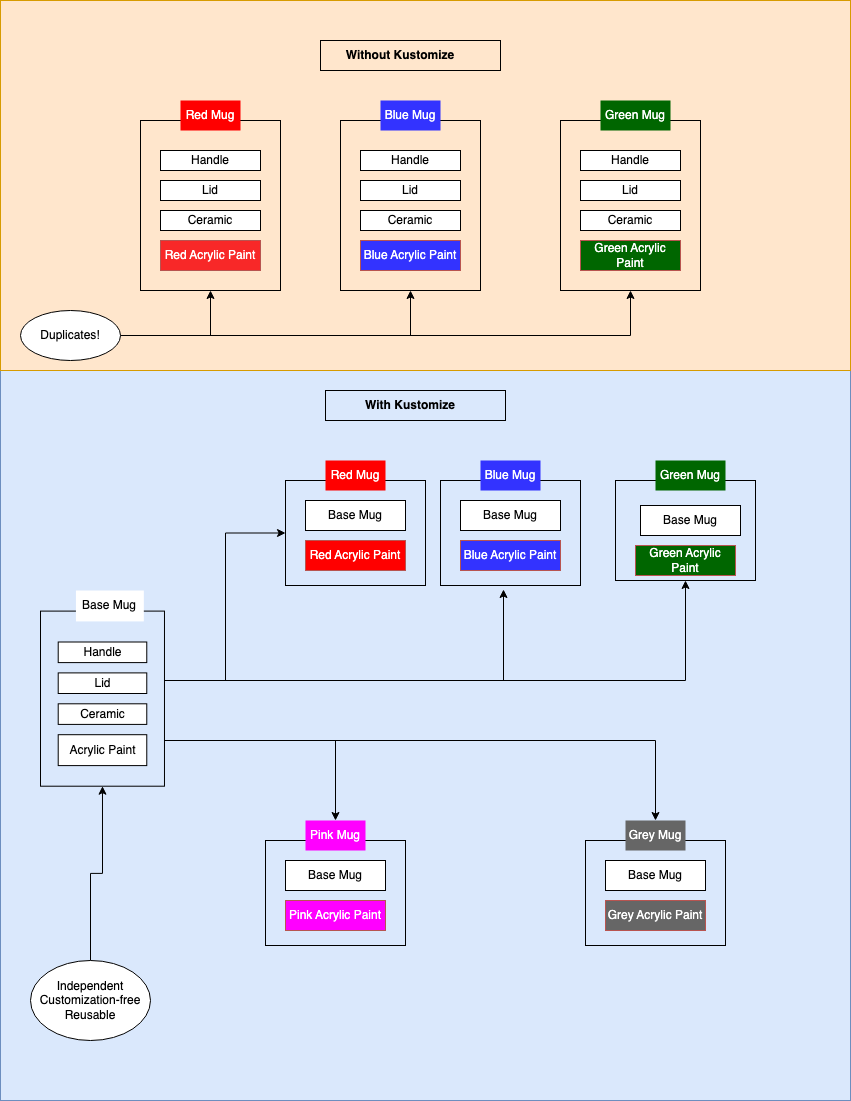 Without Kustomize
Red Mug
Handle
Lid
Ceramic
Red Acrylic Paint
Blue Mug
Handle
Lid
Ceramic
Blue Acrylic Paint
Green Mug
Handle
Lid
Ceramic
Green Acrylic
Paint
Duplicates!
With Kustomize
Red Mug
Base Mug
Red Acrylic Paint
Blue Mug
Base Mug
Blue Acrylic Paint
Green Mug
Base Mug
Green Acrylic
Paint
Base Mug
Handle
Lid
Ceramic
Acrylic Paint
Pink Mug
Base Mug
Pink Acrylic Paint
Grey Mug
Base Mug
Grey Acrylic Paint
Independent
Customization-free
Reusable